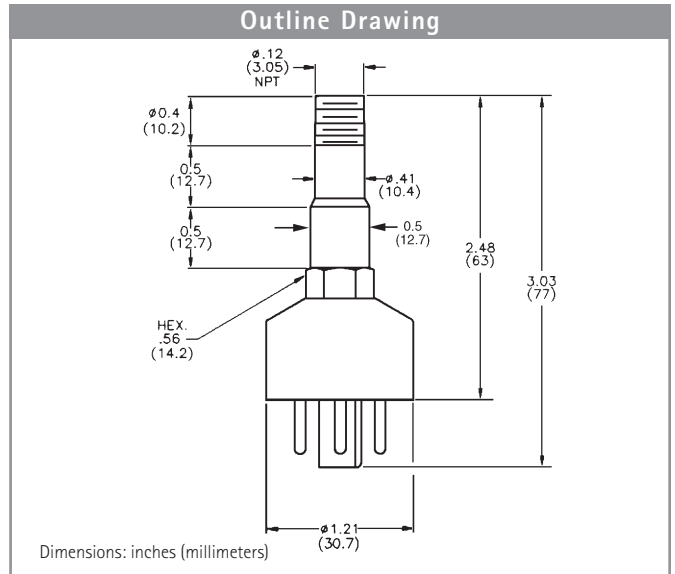 Outline Drawing
ø.12
(3.05)
NPT
ø0.4
(10.2)
0.5
(12.7)
ø.41
(10.4)
0.5
(12.7)
0.5
(12.7)
2.48
(63)
3.03
(77)
HEX.
.56
(14.2)
ø1.21
(30.7)
Dimensions: inches (millimeters)